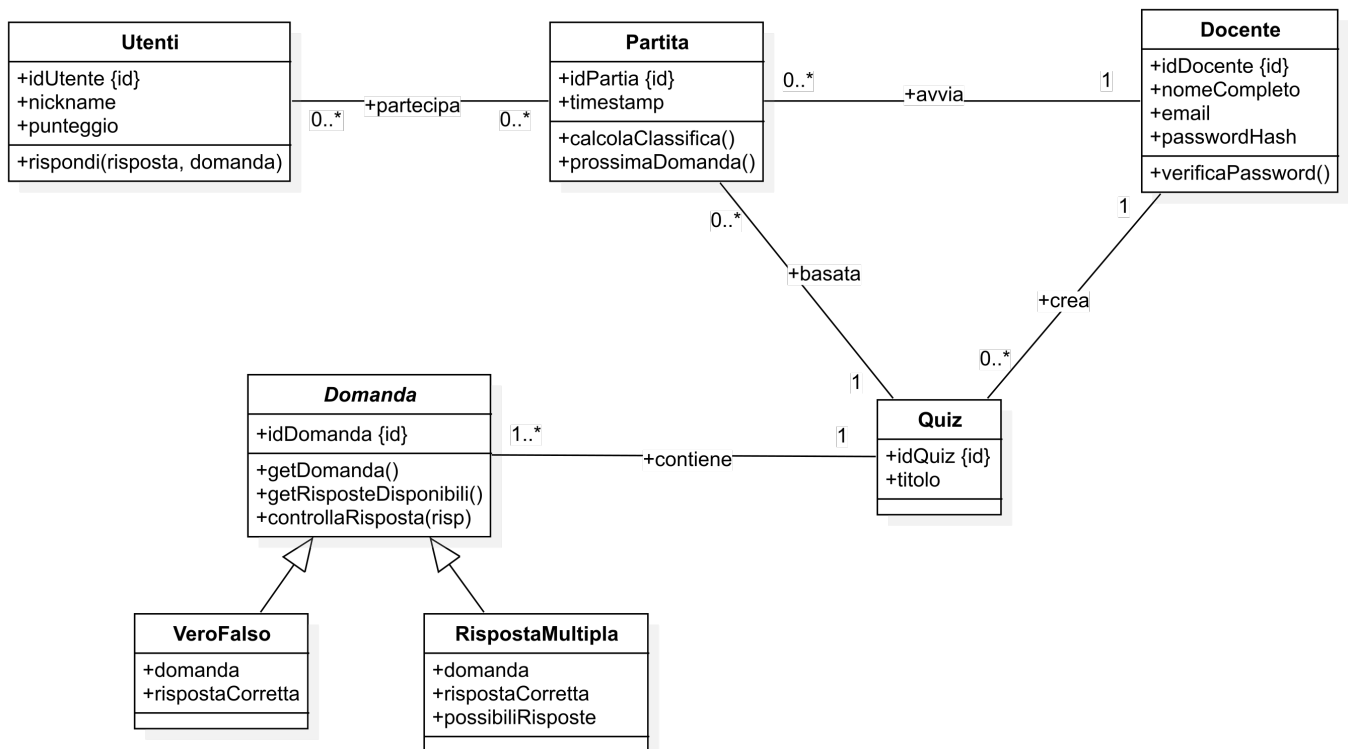 Utenti
+idUtente {id}
+nickname
+punteggio
+rispondi(risposta, domanda)
0..*
+partecipa
0..*
Partita
+idPartia {id}
+timestamp
+calcolaClassifica()
+prossimaDomanda()
0..*
+avvia
1
Docente
+idDocente {id}
+nomeCompleto
+email
+passwordHash
+verificaPassword()
0..*
+basata
1
1
+crea
0..*
Domanda
+idDomanda {id}
+getDomanda()
+getRisposteDisponibili()
+controllaRisposta(risp)
1..*
+contiene
1
Quiz
+idQuiz {id}
+titolo
VeroFalso
+domanda
+rispostaCorretta
RispostaMultipla
+domanda
+rispostaCorretta
+possibiliRisposte